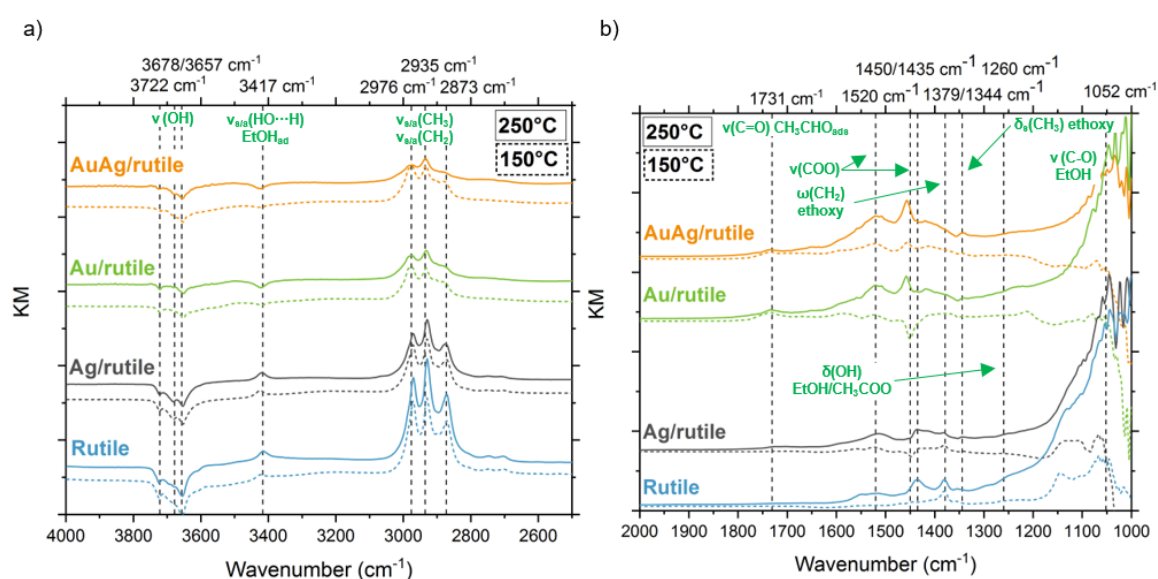 a)
3678/3657 cm⁻¹
2935 cm⁻¹
3722 cm⁻¹
3417 cm⁻¹
2976 cm⁻¹
2873 cm⁻¹
ν (OH)
νs/a(HO···H)
EtOHad
νs/a(CH₃)
νs/a(CH₂)
250°C
150°C
AuAg/rutile
Au/rutile
Ag/rutile
Rutile
KM
4000 3800 3600 3400 3200 3000 2800 2600
Wavenumber (cm⁻¹)
b)
1450/1435 cm⁻¹
1260 cm⁻¹
1731 cm⁻¹
1520 cm⁻¹
1379/1344 cm⁻¹
1052 cm⁻¹
250°C
150°C
ν(C=O) CH₃CHOads
δs(CH₃) ethoxy
ν(COO)
ω(CH₂)
ethoxy
ν (C-O)
EtOH
AuAg/rutile
Au/rutile
δ(OH)
EtOH/CH₃COO
Ag/rutile
Rutile
KM
2000 1900 1800 1700 1600 1500 1400 1300 1200 1100 1000
Wavenumber (cm⁻¹)